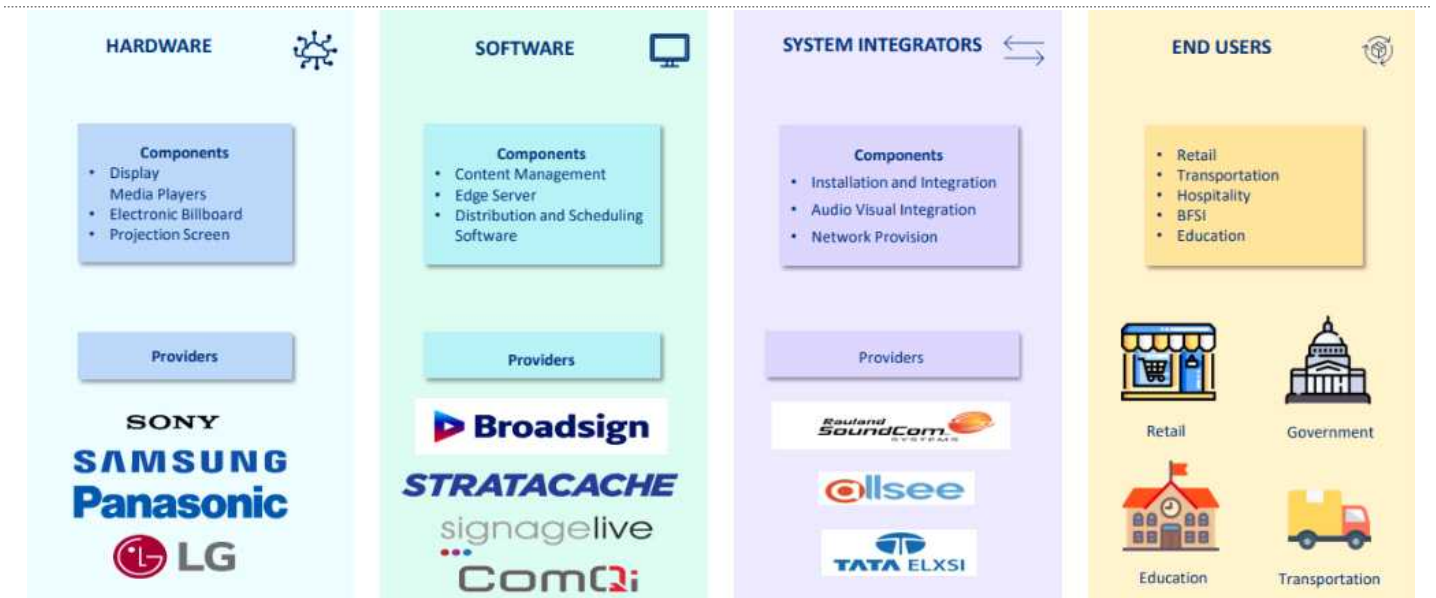 HARDWARE
Components
• Display
Media Players
• Electronic Billboard
• Projection Screen
Providers
SONY
SAMSUNG
Panasonic
LG
SOFTWARE
Components
• Content Management
• Edge Server
• Distribution and Scheduling
Software
Providers
Broadsign
STRATACACHE
signagelive
ComQi
SYSTEM INTEGRATORS
Components
• Installation and Integration
• Audio Visual Integration
• Network Provision
Providers
Rauland
SoundCom
SYSTEMS
allsee
TATA ELXSI
END USERS
• Retail
• Transportation
• Hospitality
• BFSI
• Education
Retail
Government
Education
Transportation